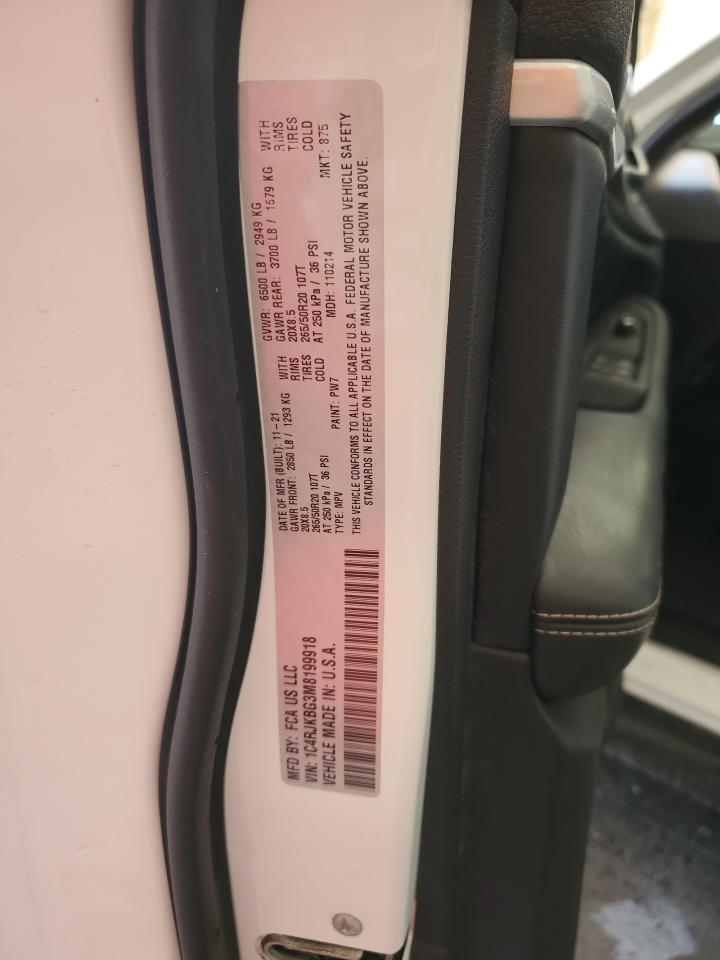 MFD BY: FCA US LLC
VIN: 1C4RJKBG3M8199918
VEHICLE MADE IN: U.S.A.
DATE OF MFR (BUILT): 11-21 GVWR: 6500 LB / 2949 KG
GAWR FRONT: 2850 LB / 1293 KG WITH GAWR REAR: 3700 LB / 1579 KG WITH
20X8.5 RIMS 20X8.5 RIMS
265/50R20 107T TIRES 265/50R20 107T TIRES
AT 250 kPa / 36 PSI COLD AT 250 kPa / 36 PSI COLD
TYPE: MPV PAINT: PW7 MDH: 110214 MKT: 875
THIS VEHICLE CONFORMS TO ALL APPLICABLE U.S.A. FEDERAL MOTOR VEHICLE SAFETY
STANDARDS IN EFFECT ON THE DATE OF MANUFACTURE SHOWN ABOVE.